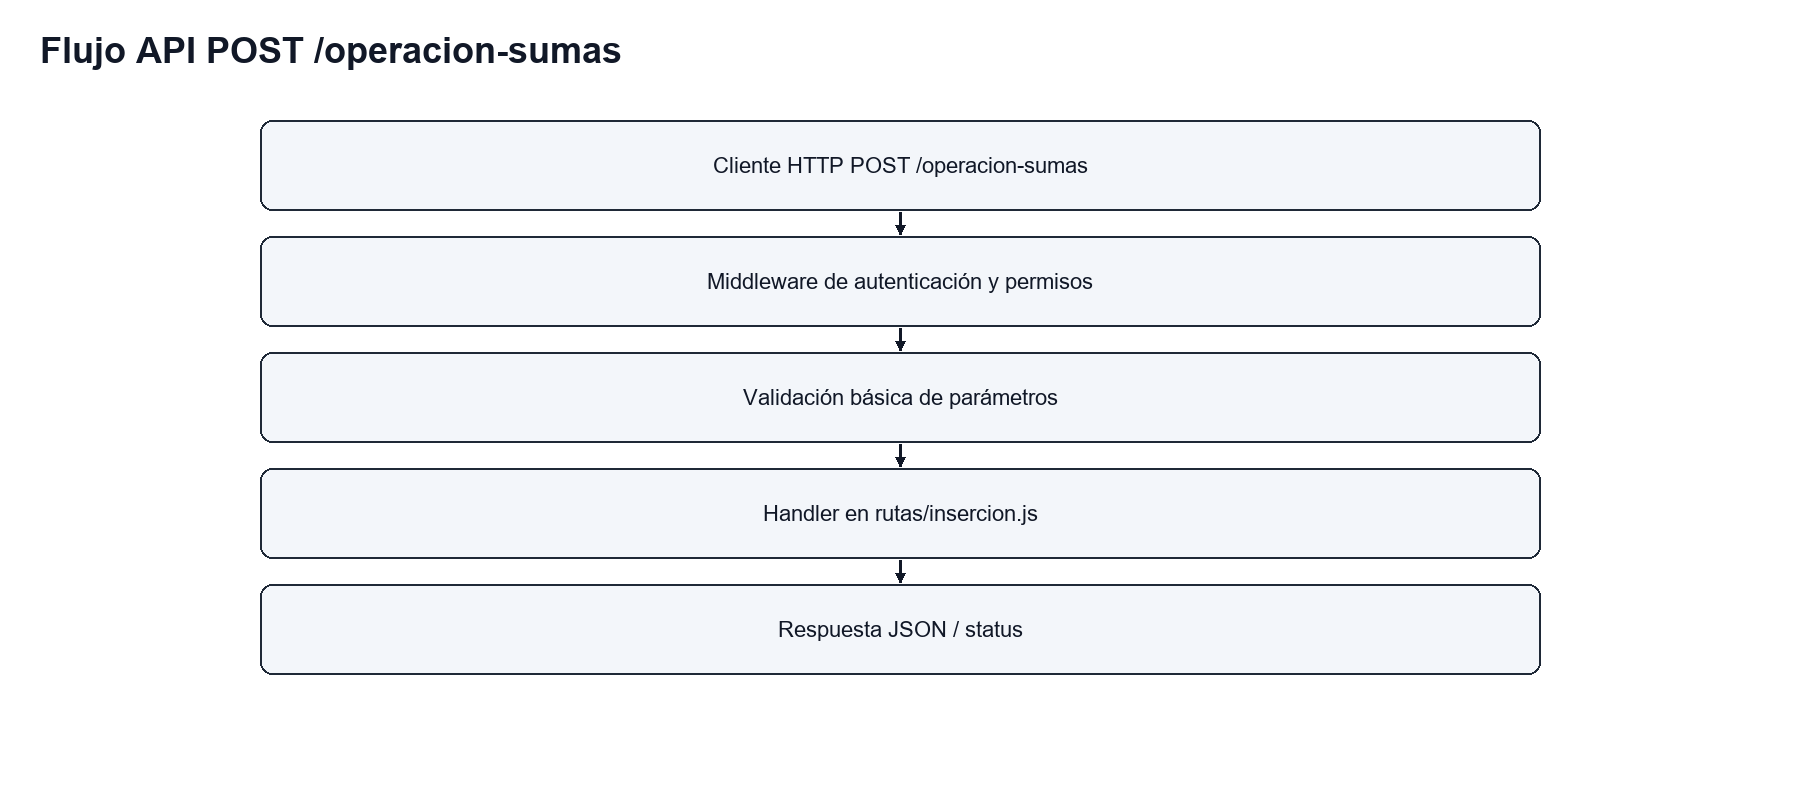 Flujo API POST /operacion-sumas
Cliente HTTP POST /operacion-sumas
Middleware de autenticación y permisos
Validación básica de parámetros
Handler en rutas/insercion.js
Respuesta JSON / status